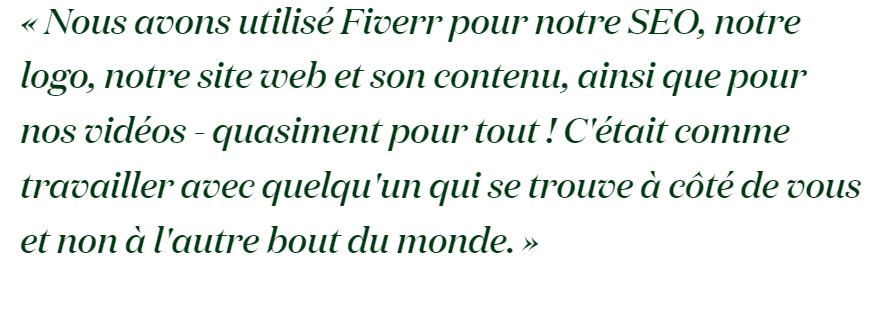 « Nous avons utilisé Fiverr pour notre SEO, notre
logo, notre site web et son contenu, ainsi que pour
nos vidéos - quasiment pour tout ! C'était comme
travailler avec quelqu'un qui se trouve à côté de vous
et non à l'autre bout du monde. »